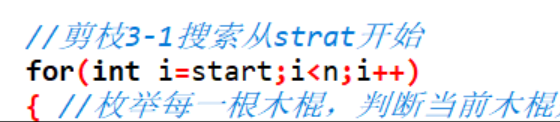 //剪枝3-1搜索从strat开始
for(int i=start;i<n;i++)
{ //枚举每一根木棍，判断当前木棍